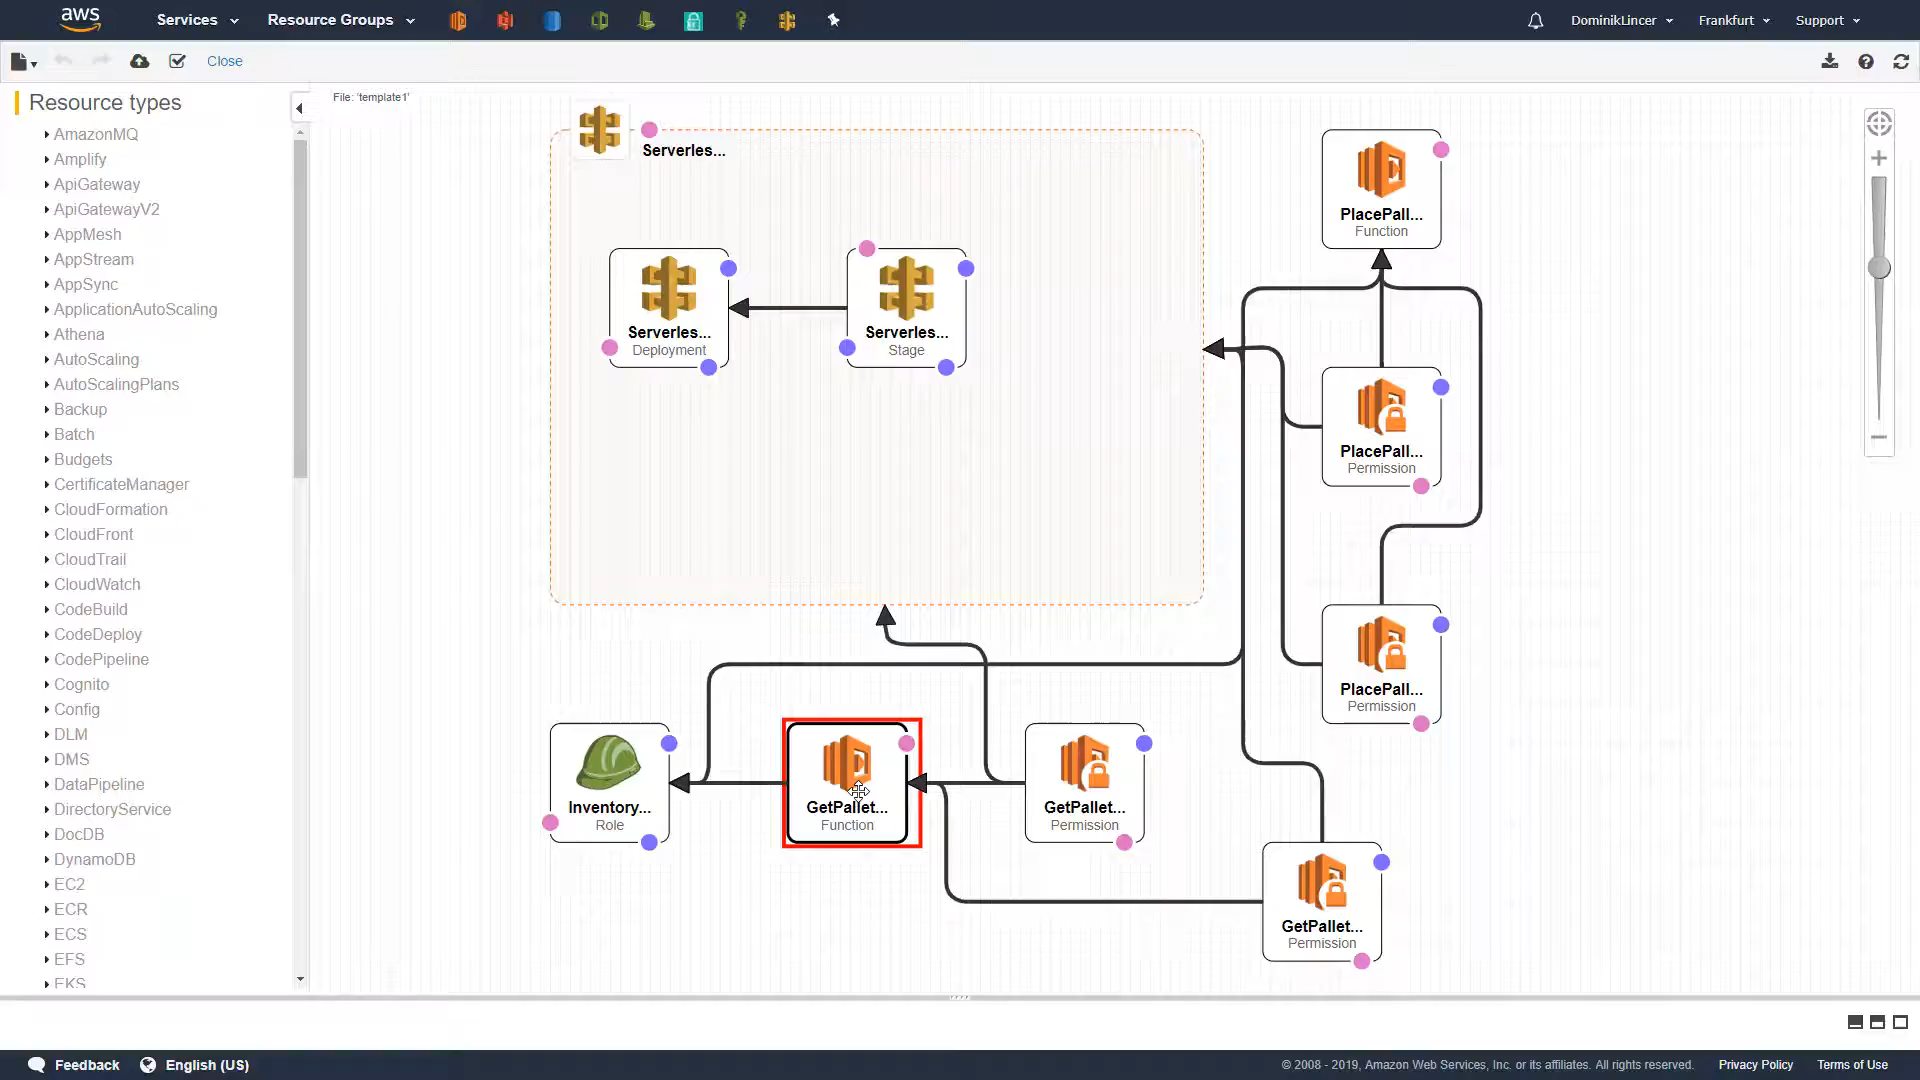 aws
Services
Resource Groups
DominikLincer
Frankfurt
Support
Close
Resource types
AmazonMQ
Amplify
ApiGateway
ApiGatewayV2
AppMesh
AppStream
AppSync
ApplicationAutoScaling
Athena
AutoScaling
AutoScalingPlans
Backup
Batch
Budgets
CertificateManager
CloudFormation
CloudFront
CloudTrail
CloudWatch
CodeBuild
CodeDeploy
CodePipeline
Cognito
Config
DLM
DMS
DataPipeline
DirectoryService
DocDB
DynamoDB
EC2
ECR
ECS
EFS
EKS
File: 'template1'
Serverles...
Serverles...
Deployment
Serverles...
Stage
PlacePall...
Function
PlacePall...
Permission
PlacePall...
Permission
Inventory...
Role
GetPallet...
Function
GetPallet...
Permission
GetPallet...
Permission
Feedback
English (US)
© 2008 - 2019, Amazon Web Services, Inc. or its affiliates. All rights reserved.
Privacy Policy
Terms of Use